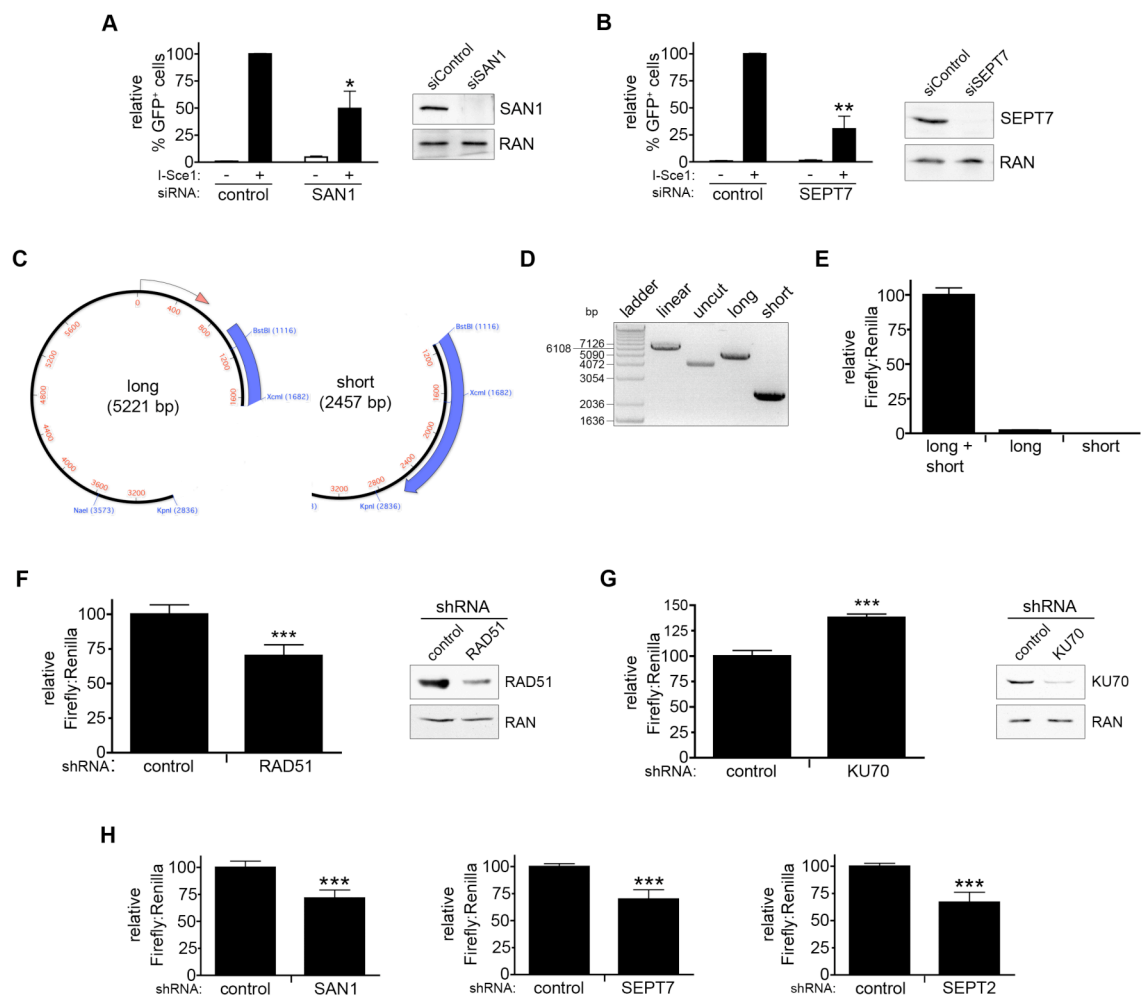 A
relative
% GFP+ cells
100
75
50
25
0
*
I-Sce1: - + - +
siRNA: control SAN1
siControl
siSAN1
SAN1
RAN
B
relative
% GFP+ cells
100
75
50
25
0
**
I-Sce1: - + - +
siRNA: control SEPT7
siControl
siSEPT7
SEPT7
RAN
C
0
400
800
1200
1600
3200
3600
4000
4400
4800
5200
5600
BstBI (1116)
XcmI (1682)
KpnI (2836)
NaeI (3573)
long
(5221 bp)
BstBI (1116)
1200
1600
XcmI (1682)
2000
2400
2800
3200
KpnI (2836)
short
(2457 bp)
D
bp
ladder
linear
uncut
long
short
7126
6108
5090
4072
3054
2036
1636
E
relative
Firefly:Renilla
100
75
50
25
0
long +
short
long
short
F
relative
Firefly:Renilla
100
75
50
25
0
***
shRNA: control RAD51
shRNA
control
RAD51
RAD51
RAN
G
relative
Firefly:Renilla
150
125
100
75
50
25
0
***
shRNA: control KU70
shRNA
control
KU70
KU70
RAN
H
relative
Firefly:Renilla
100
75
50
25
0
***
shRNA: control SAN1
relative
Firefly:Renilla
100
75
50
25
0
***
shRNA: control SEPT7
relative
Firefly:Renilla
100
75
50
25
0
***
shRNA: control SEPT2